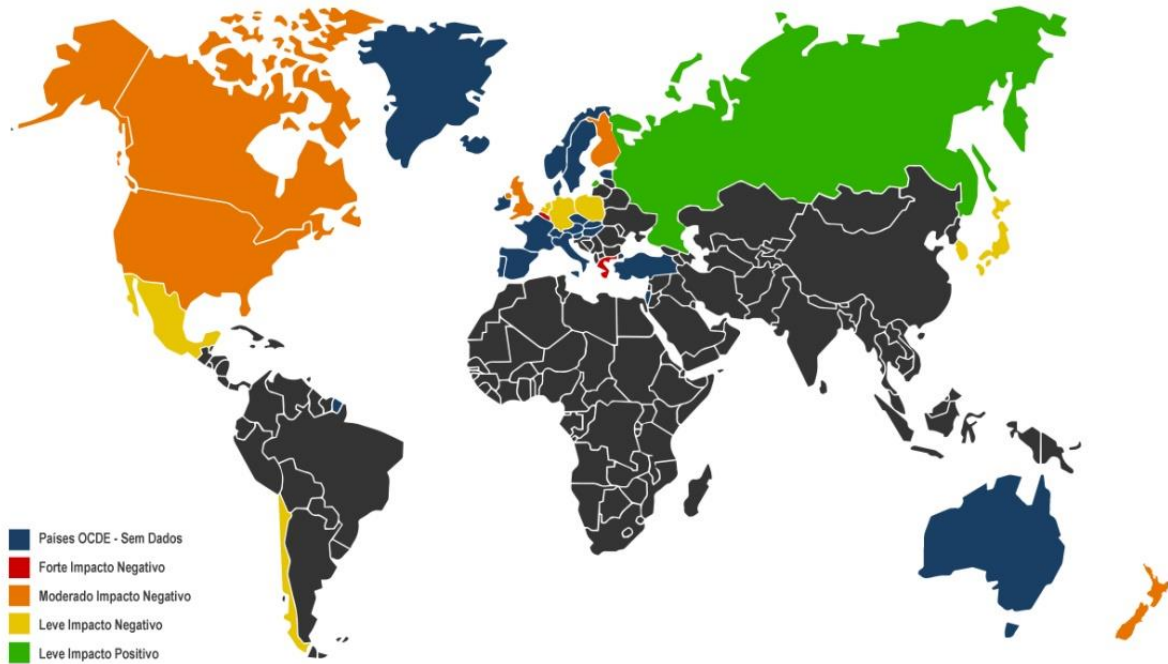 Países OCDE - Sem Dados
Forte Impacto Negativo
Moderado Impacto Negativo
Leve Impacto Negativo
Leve Impacto Positivo